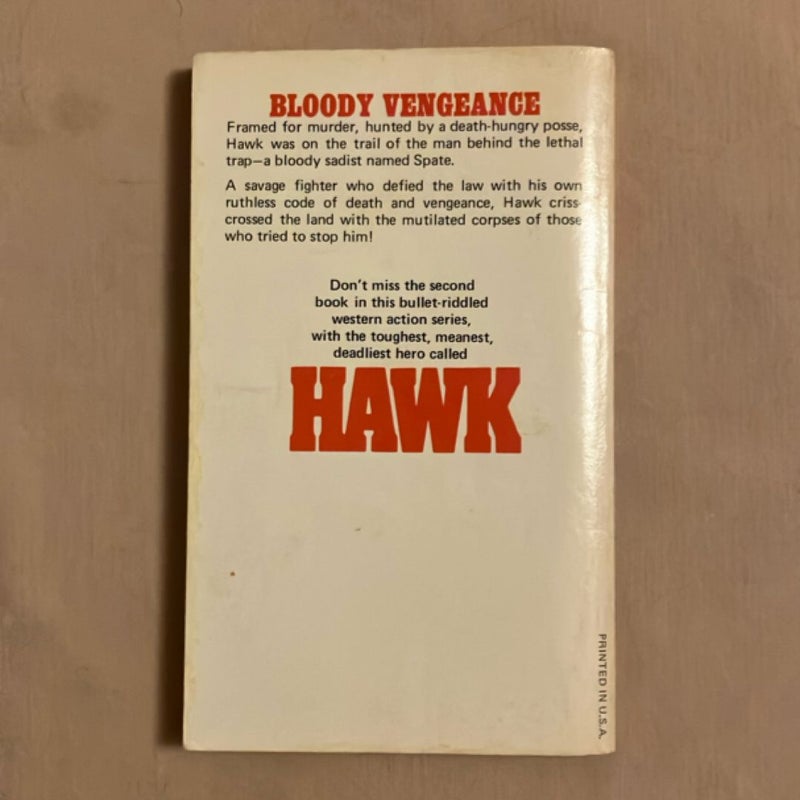 BLOODY VENGEANCE
Framed for murder, hunted by a death-hungry posse,
Hawk was on the trail of the man behind the lethal
trap—a bloody sadist named Spate.
A savage fighter who defied the law with his own
ruthless code of death and vengeance, Hawk criss-
crossed the land with the mutilated corpses of those
who tried to stop him!
Don't miss the second
book in this bullet-riddled
western action series,
with the toughest, meanest,
deadliest hero called
HAWK
PRINTED IN U.S.A.